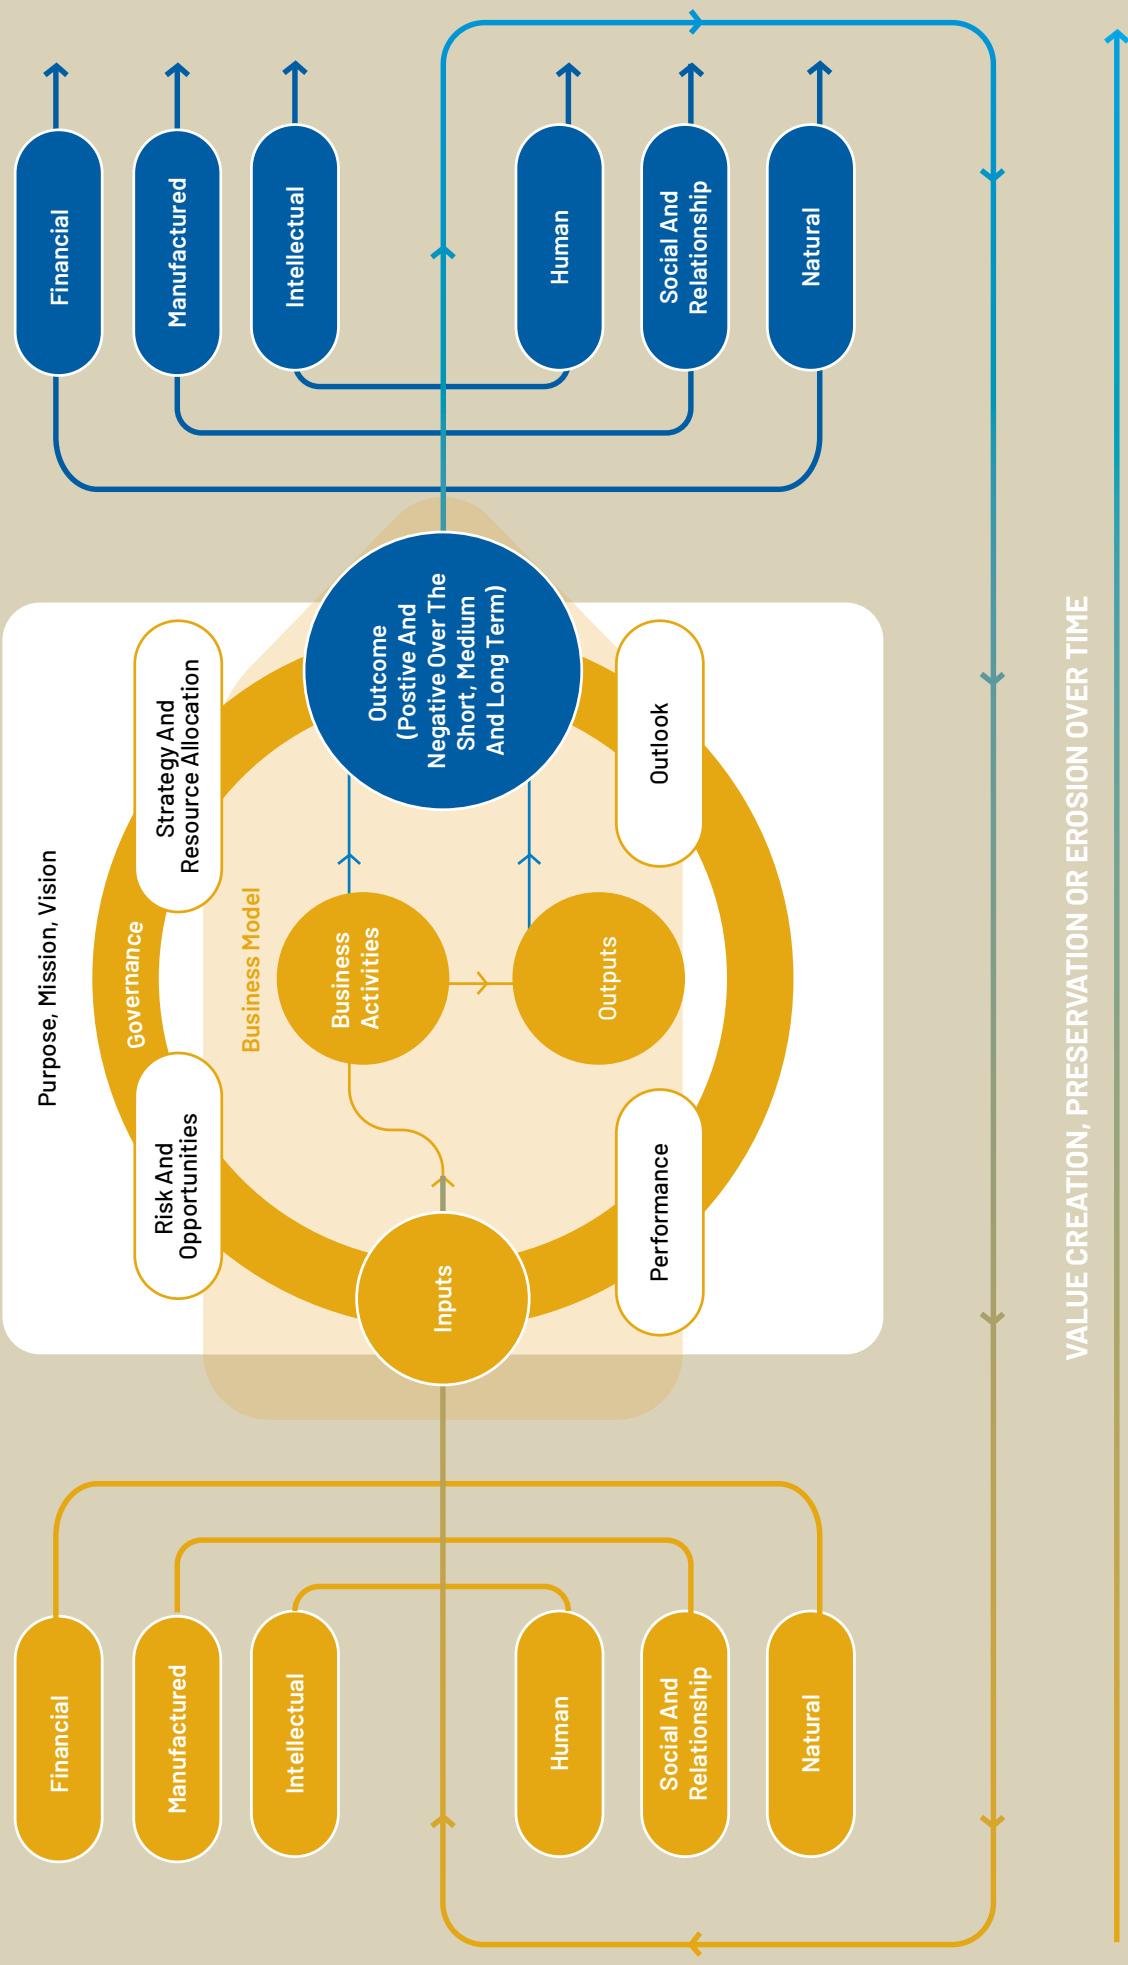 Purpose, Mission, Vision
Governance
Risk And
Opportunities
Strategy And
Resource Allocation
Business Model
Financial
Manufactured
Intellectual
Human
Social And
Relationship
Natural
Inputs
Business
Activities
Outputs
Outcome
(Postive And
Negative Over The
Short, Medium
And Long Term)
Performance
Outlook
Financial
Manufactured
Intellectual
Human
Social And
Relationship
Natural
VALUE CREATION, PRESERVATION OR EROSION OVER TIME